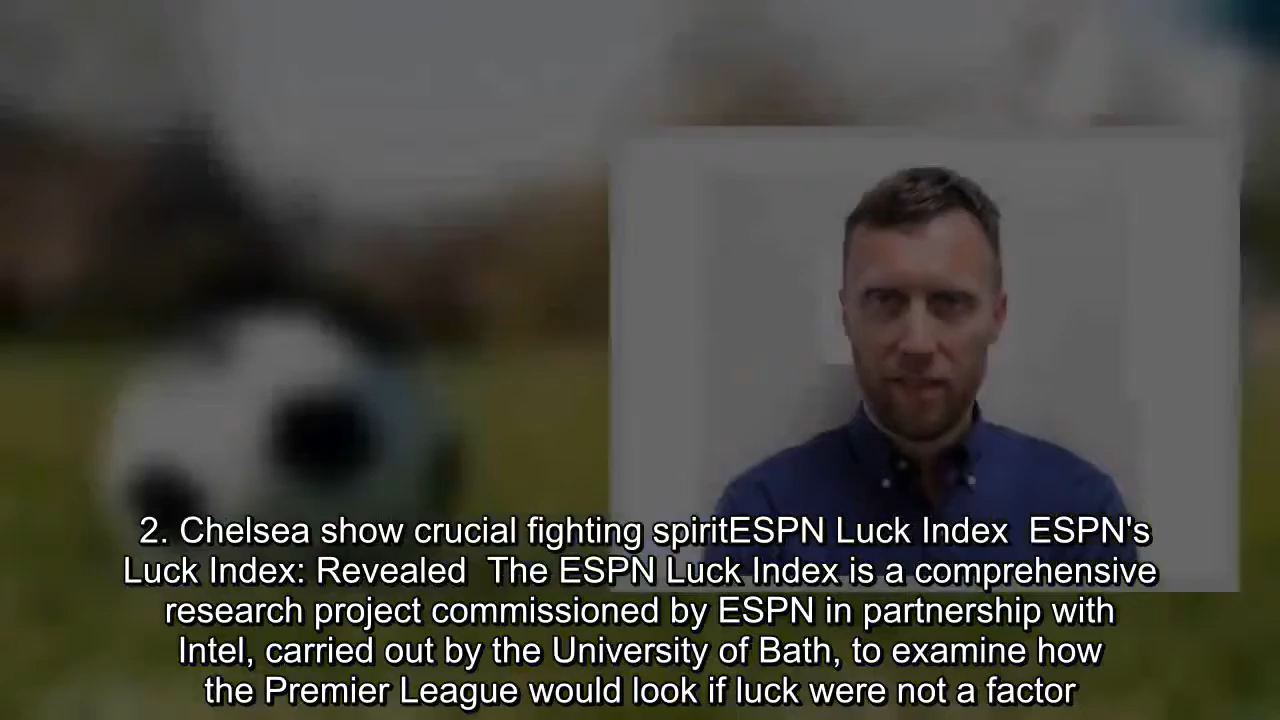 2. Chelsea show crucial fighting spiritESPN Luck Index  ESPN's
Luck Index: Revealed  The ESPN Luck Index is a comprehensive
research project commissioned by ESPN in partnership with
Intel, carried out by the University of Bath, to examine how
the Premier League would look if luck were not a factor